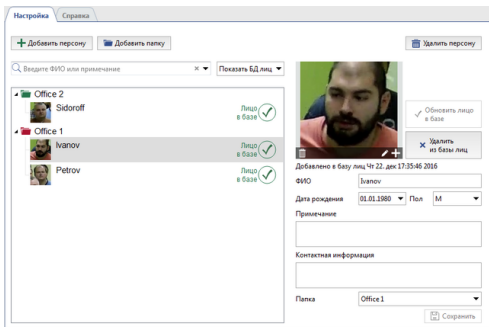 Настройка Справка
Добавить персону Добавить папку Удалить персону
Введите ФИО или примечание Показать БД лиц
Office 2
Sidoroff Лицо в базе
Office 1
Ivanov Лицо в базе
Petrov Лицо в базе
Обновить лицо
в базе
Удалить
из базы лиц
Добавлено в базу лиц Чт 22. дек 17:35:46 2016
ФИО Ivanov
Дата рождения 01.01.1980 Пол М
Примечание
Контактная информация
Папка Office 1
Сохранить